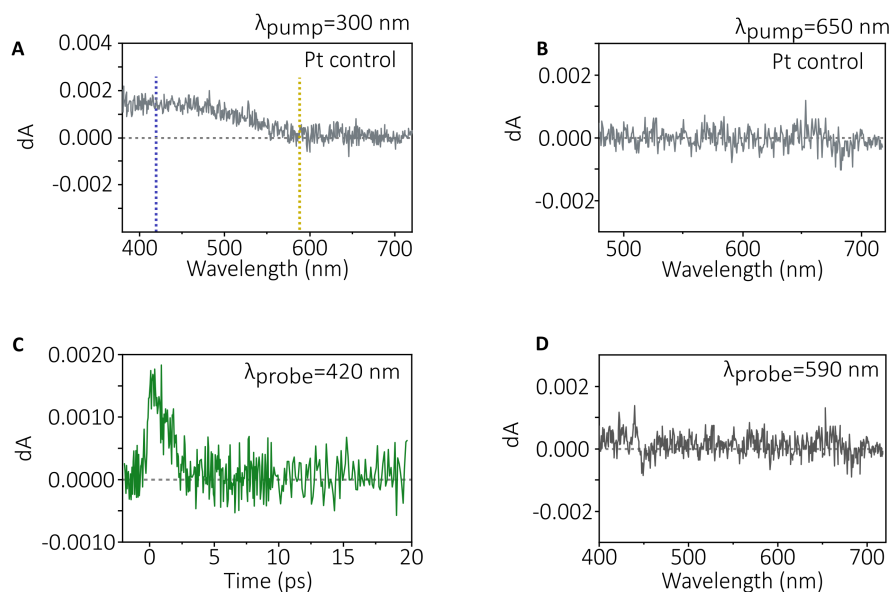 λpump=300 nm
A
Pt control
0.004
0.002
0.000
-0.002
dA
400
500
600
700
Wavelength (nm)
λpump=650 nm
B
Pt control
0.002
0.000
-0.002
dA
500
600
700
Wavelength (nm)
C
λprobe=420 nm
0.0020
0.0010
0.0000
-0.0010
dA
0
5
10
15
20
Time (ps)
D
λprobe=590 nm
0.002
0.000
-0.002
dA
400
500
600
700
Wavelength (nm)